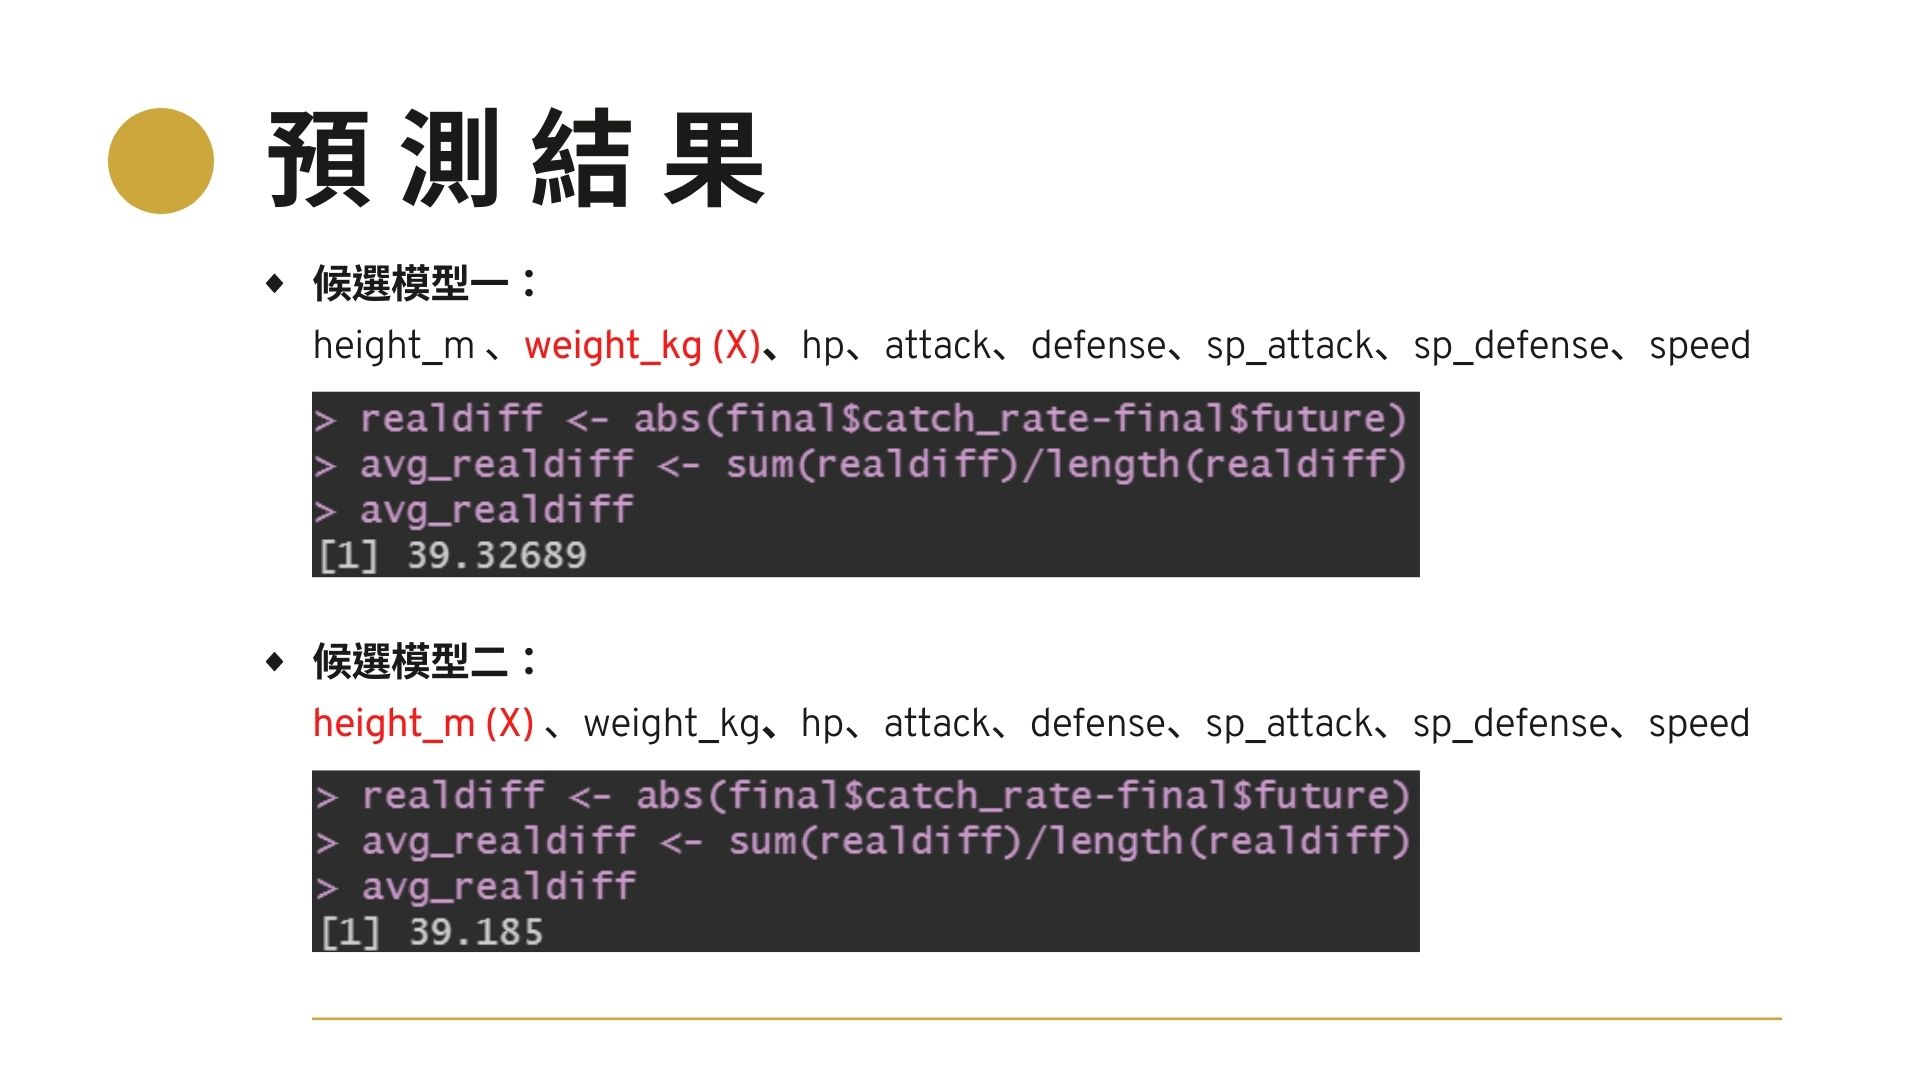 預測結果
◆ 候選模型一：
height_m 、weight_kg (X)、hp、attack、defense、sp_attack、sp_defense、speed
> realdiff <- abs(final$catch_rate-final$future)
> avg_realdiff <- sum(realdiff)/length(realdiff)
> avg_realdiff
[1] 39.32689
◆ 候選模型二：
height_m (X) 、weight_kg、hp、attack、defense、sp_attack、sp_defense、speed
> realdiff <- abs(final$catch_rate-final$future)
> avg_realdiff <- sum(realdiff)/length(realdiff)
> avg_realdiff
[1] 39.185